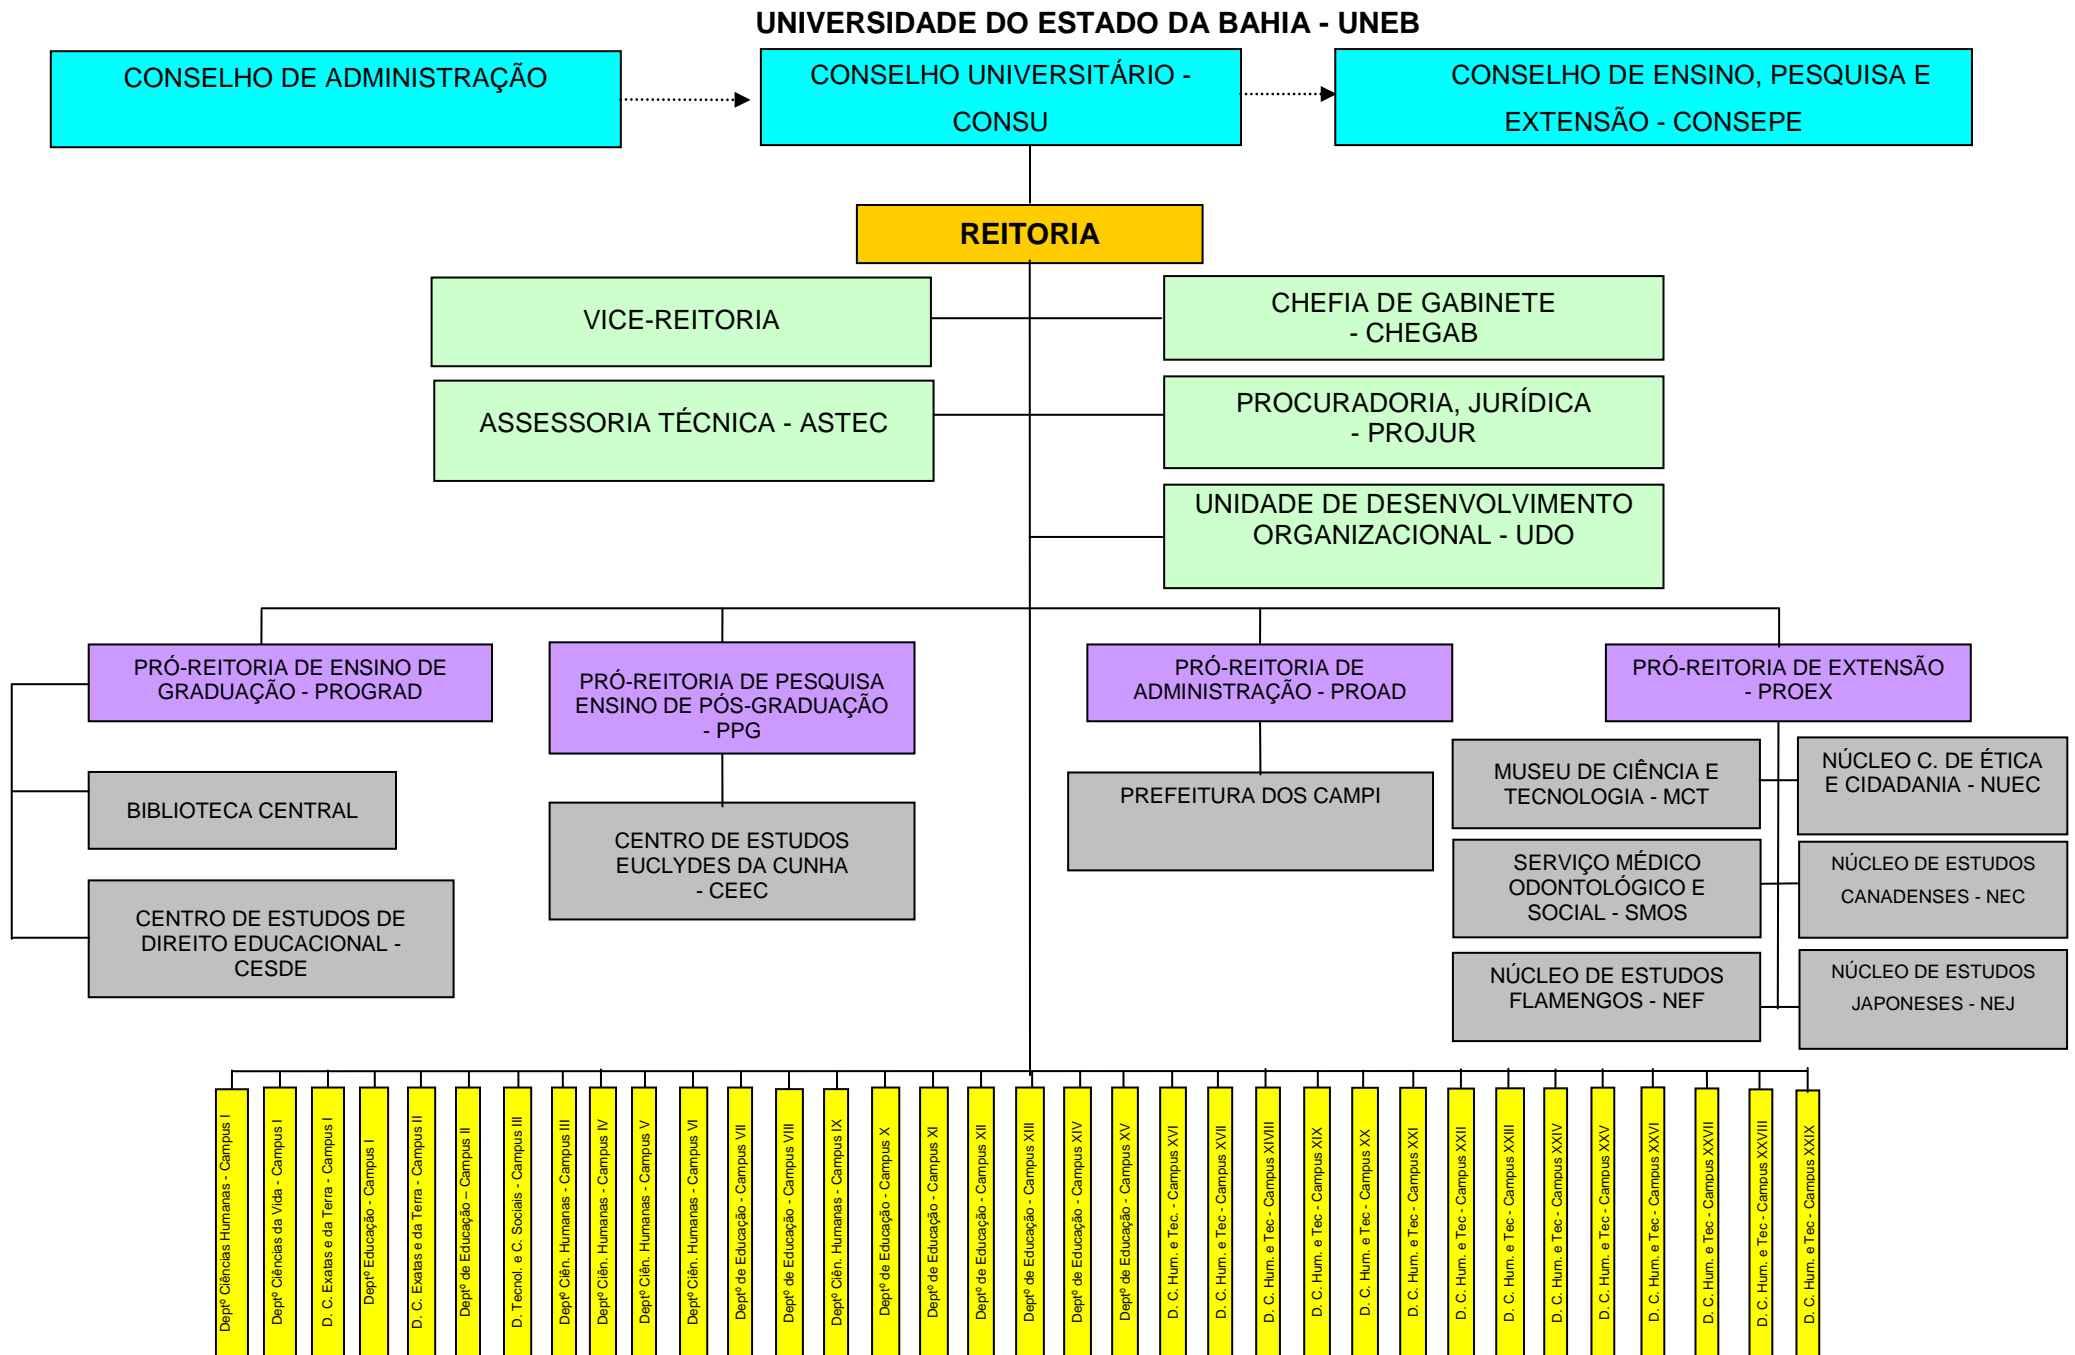 UNIVERSIDADE DO ESTADO DA BAHIA - UNEB
CONSELHO DE ADMINISTRAÇÃO
CONSELHO UNIVERSITÁRIO -
CONSU
CONSELHO DE ENSINO, PESQUISA E
EXTENSÃO - CONSEPE
REITORIA
VICE-REITORIA
CHEFIA DE GABINETE
- CHEGAB
ASSESSORIA TÉCNICA - ASTEC
PROCURADORIA, JURÍDICA
- PROJUR
UNIDADE DE DESENVOLVIMENTO
ORGANIZACIONAL - UDO
PRÓ-REITORIA DE ENSINO DE
GRADUAÇÃO - PROGRAD
PRÓ-REITORIA DE PESQUISA
ENSINO DE PÓS-GRADUAÇÃO
- PPG
PRÓ-REITORIA DE
ADMINISTRAÇÃO - PROAD
PRÓ-REITORIA DE EXTENSÃO
- PROEX
BIBLIOTECA CENTRAL
CENTRO DE ESTUDOS DE
DIREITO EDUCACIONAL -
CESDE
CENTRO DE ESTUDOS
EUCLYDES DA CUNHA
- CEEC
PREFEITURA DOS CAMPI
MUSEU DE CIÊNCIA E
TECNOLOGIA - MCT
NÚCLEO C. DE ÉTICA
E CIDADANIA - NUEC
SERVIÇO MÉDICO
ODONTOLÓGICO E
SOCIAL - SMOS
NÚCLEO DE ESTUDOS
CANADENSES - NEC
NÚCLEO DE ESTUDOS
FLAMENGOS - NEF
NÚCLEO DE ESTUDOS
JAPONESES - NEJ
Deptº Ciências Humanas - Campus I
Deptº Ciências da Vida - Campus I
D. C. Exatas e da Terra - Campus I
Deptº Educação - Campus I
D. C. Exatas e da Terra - Campus II
Deptº de Educação – Campus II
D. Tecnol. e C. Sociais - Campus III
Deptº Ciên. Humanas - Campus III
Deptº Ciên. Humanas - Campus IV
Deptº Ciên. Humanas - Campus V
Deptº Ciên. Humanas - Campus VI
Deptº de Educação - Campus VII
Deptº de Educação - Campus VIII
Deptº Ciên. Humanas - Campus IX
Deptº de Educação - Campus X
Deptº de Educação - Campus XI
Deptº de Educação - Campus XII
Deptº de Educação - Campus XIII
Deptº de Educação - Campus XIV
Deptº de Educação - Campus XV
D. C. Hum. e Tec. - Campus XVI
D. C. Hum. e Tec - Campus XVII
D. C. Hum. e Tec - Campus XIVIII
D. C. Hum. e Tec - Campus XIX
D. C. Hum. e Tec - Campus XX
D. C. Hum. e Tec - Campus XXI
D. C. Hum. e Tec - Campus XXII
D. C. Hum. e Tec - Campus XXIII
D. C. Hum. e Tec - Campus XXIV
D. C. Hum. e Tec - Campus XXV
D. C. Hum. e Tec - Campus XXVI
D. C. Hum. e Tec - Campus XXVII
D. C. Hum. e Tec - Campus XXVIII
D. C. Hum. e Tec - Campus XXIX